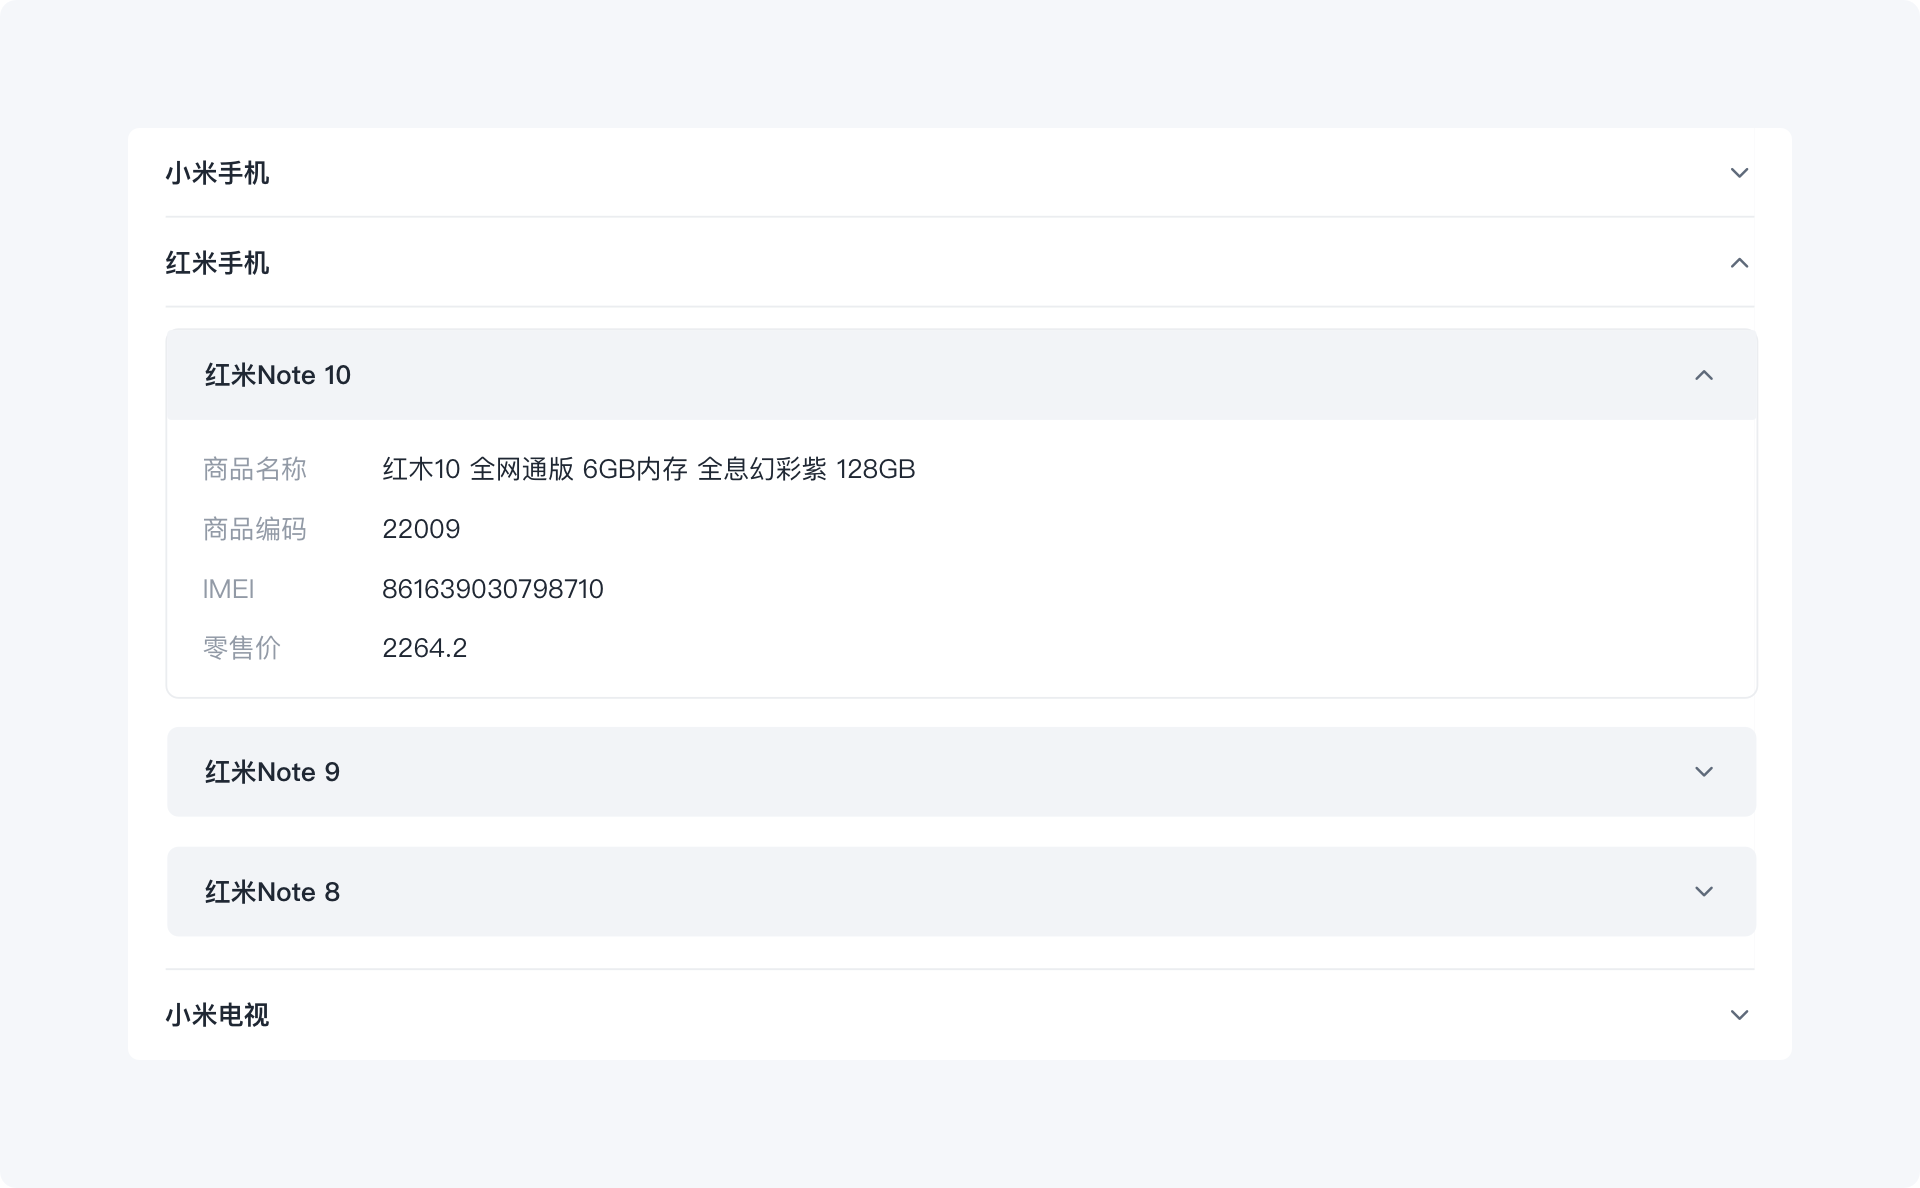 小米手机
红米手机
红米Note 10
商品名称 红木10 全网通版 6GB内存 全息幻彩紫 128GB
商品编码 22009
IMEI 861639030798710
零售价 2264.2
红米Note 9
红米Note 8
小米电视